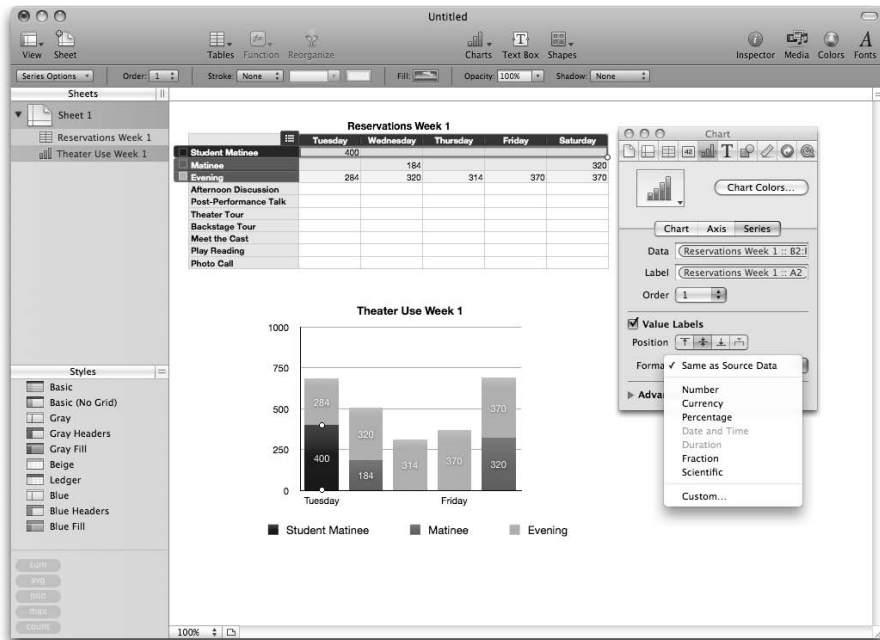 Untitled
View Sheet Tables Function Reorganize Charts Text Box Shapes Inspector Media Colors Fonts
Series Options Order: 1 Stroke: None Fill: Opacity: 100% Shadow: None
Sheets
Sheet 1
Reservations Week 1
Theater Use Week 1
Reservations Week 1
Tuesday Wednesday Thursday Friday Saturday
Student Matinee 400
Matinee 184 320
Evening 284 320 314 370 370
Afternoon Discussion
Post-Performance Talk
Theater Tour
Backstage Tour
Meet the Cast
Play Reading
Photo Call
Chart
42
Chart Colors...
Chart Axis Series
Data (Reservations Week 1 :: B2:
Label (Reservations Week 1 :: A2
Order 1
Value Labels
Position
Forma ✓ Same as Source Data
Number
Currency
Percentage
Date and Time
Duration
Fraction
Scientific
Custom...
Adva
Theater Use Week 1
1000
750
500
250
0
284
400
320
184
314
370
370
320
Tuesday Friday
Student Matinee Matinee Evening
Styles
Basic
Basic (No Grid)
Gray
Gray Headers
Gray Fill
Beige
Ledger
Blue
Blue Headers
Blue Fill
sum
avg
min
max
count
100%